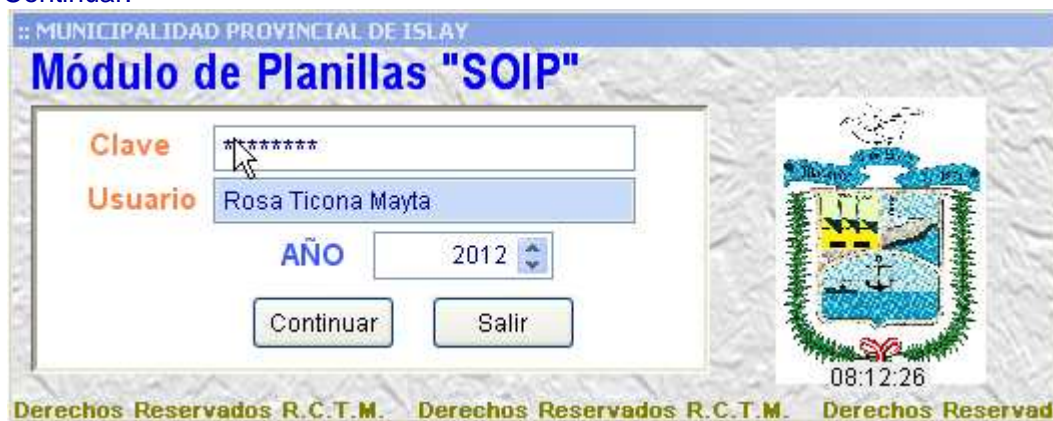 Continuar.
:: MUNICIPALIDAD PROVINCIAL DE ISLAY
Módulo de Planillas "SOIP"
Clave ********
Usuario Rosa Ticona Mayta
AÑO 2012
Continuar Salir
08:12:26
Derechos Reservados R.C.T.M. Derechos Reservados R.C.T.M. Derechos Reservad